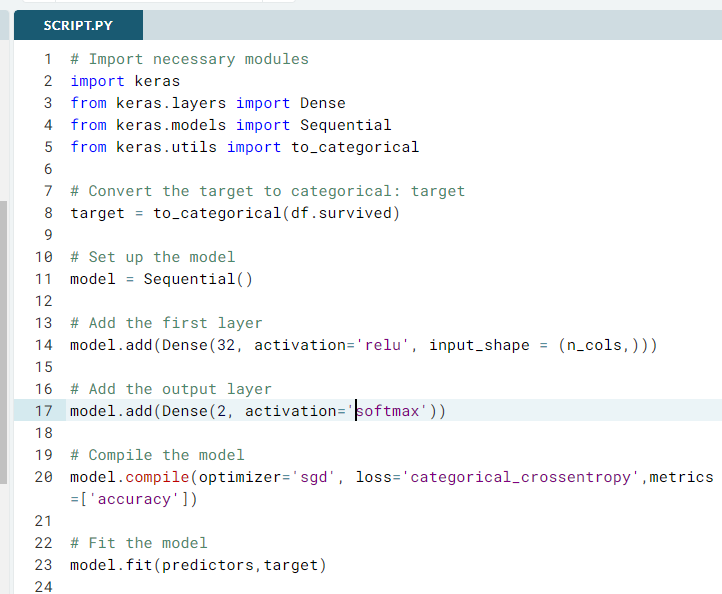 SCRIPT.PY
1 # Import necessary modules
2 import keras
3 from keras.layers import Dense
4 from keras.models import Sequential
5 from keras.utils import to_categorical
6
7 # Convert the target to categorical: target
8 target = to_categorical(df.survived)
9
10 # Set up the model
11 model = Sequential()
12
13 # Add the first layer
14 model.add(Dense(32, activation='relu', input_shape = (n_cols,)))
15
16 # Add the output layer
17 model.add(Dense(2, activation='softmax'))
18
19 # Compile the model
20 model.compile(optimizer='sgd', loss='categorical_crossentropy',metrics
=['accuracy'])
21
22 # Fit the model
23 model.fit(predictors,target)
24